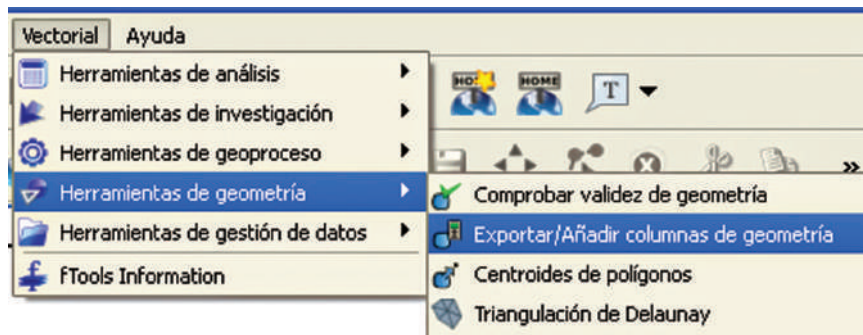 Vectorial Ayuda
Herramientas de análisis
HOME HOME T
Herramientas de investigación
Herramientas de geoproceso
»
Herramientas de geometría
Comprobar validez de geometría
Herramientas de gestión de datos
Exportar/Añadir columnas de geometría
fTools Information
Centroides de polígonos
Triangulación de Delaunay